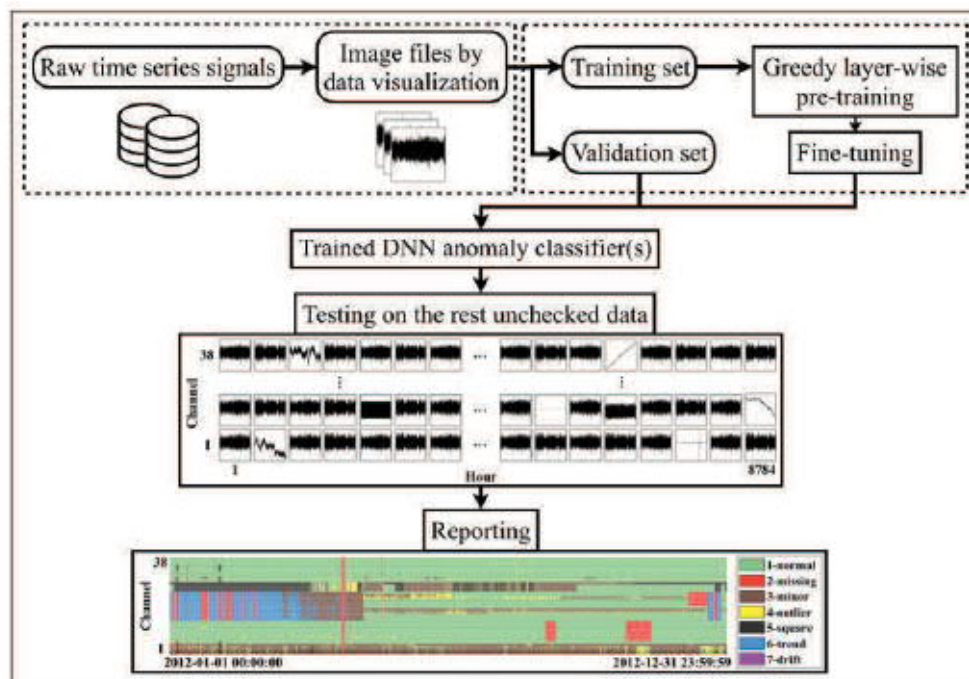 Raw time series signals
Image files by
data visualization
Training set
Greedy layer-wise
pre-training
Validation set
Fine-tuning
Trained DNN anomaly classifier(s)
Testing on the rest unchecked data
38
...
Channel
...
1
...
1
8784
Hour
Reporting
38
Channel
1
2012-01-01 00:00:00
2012-12-31 23:59:59
1-normal
2-missing
3-minor
4-outlier
5-square
6-trend
7-drift